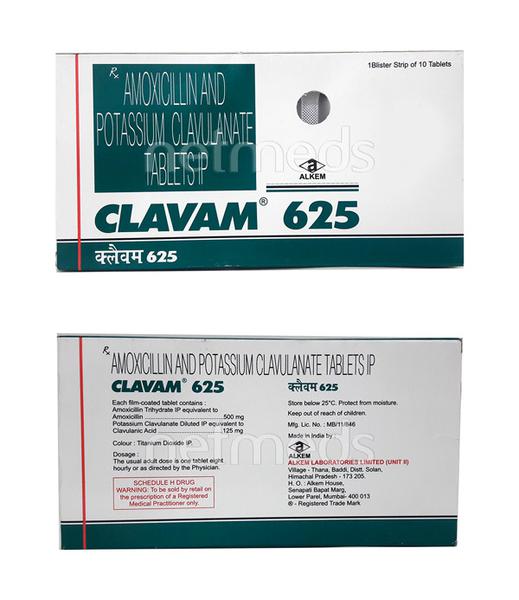 Rx
AMOXICILLIN AND
POTASSIUM CLAVULANATE
TABLETS IP
1Blister Strip of 10 Tablets
netmeds
a
ALKEM
CLAVAM® 625
क्लैवम 625
Rx
AMOXICILLIN AND POTASSIUM CLAVULANATE TABLETS IP
CLAVAM® 625
Each film-coated tablet contains :
Amoxicillin Trihydrate IP equivalent to
Amoxicillin ..............................500 mg
Potassium Clavulanate Diluted IP equivalent to
Clavulanic Acid ........................125 mg
Colour : Titanium Dioxide IP.
Dosage :
The usual adult dose is one tablet eight
hourly or as directed by the Physician.
SCHEDULE H DRUG
WARNING: To be sold by retail on
the prescription of a Registered
Medical Practitioner only.
क्लैवम 625
Store below 25°C. Protect from moisture.
Keep out of reach of children.
Mfg. Lic. No. : MB/11/846
netmeds
Made in India by :
a
ALKEM
ALKEM LABORATORIES LIMITED (UNIT II)
Village - Thana, Baddi, Distt. Solan,
Himachal Pradesh - 173 205.
H. O. : Alkem House,
Senapati Bapat Marg,
Lower Parel, Mumbai- 400 013
® - Registered Trade Mark